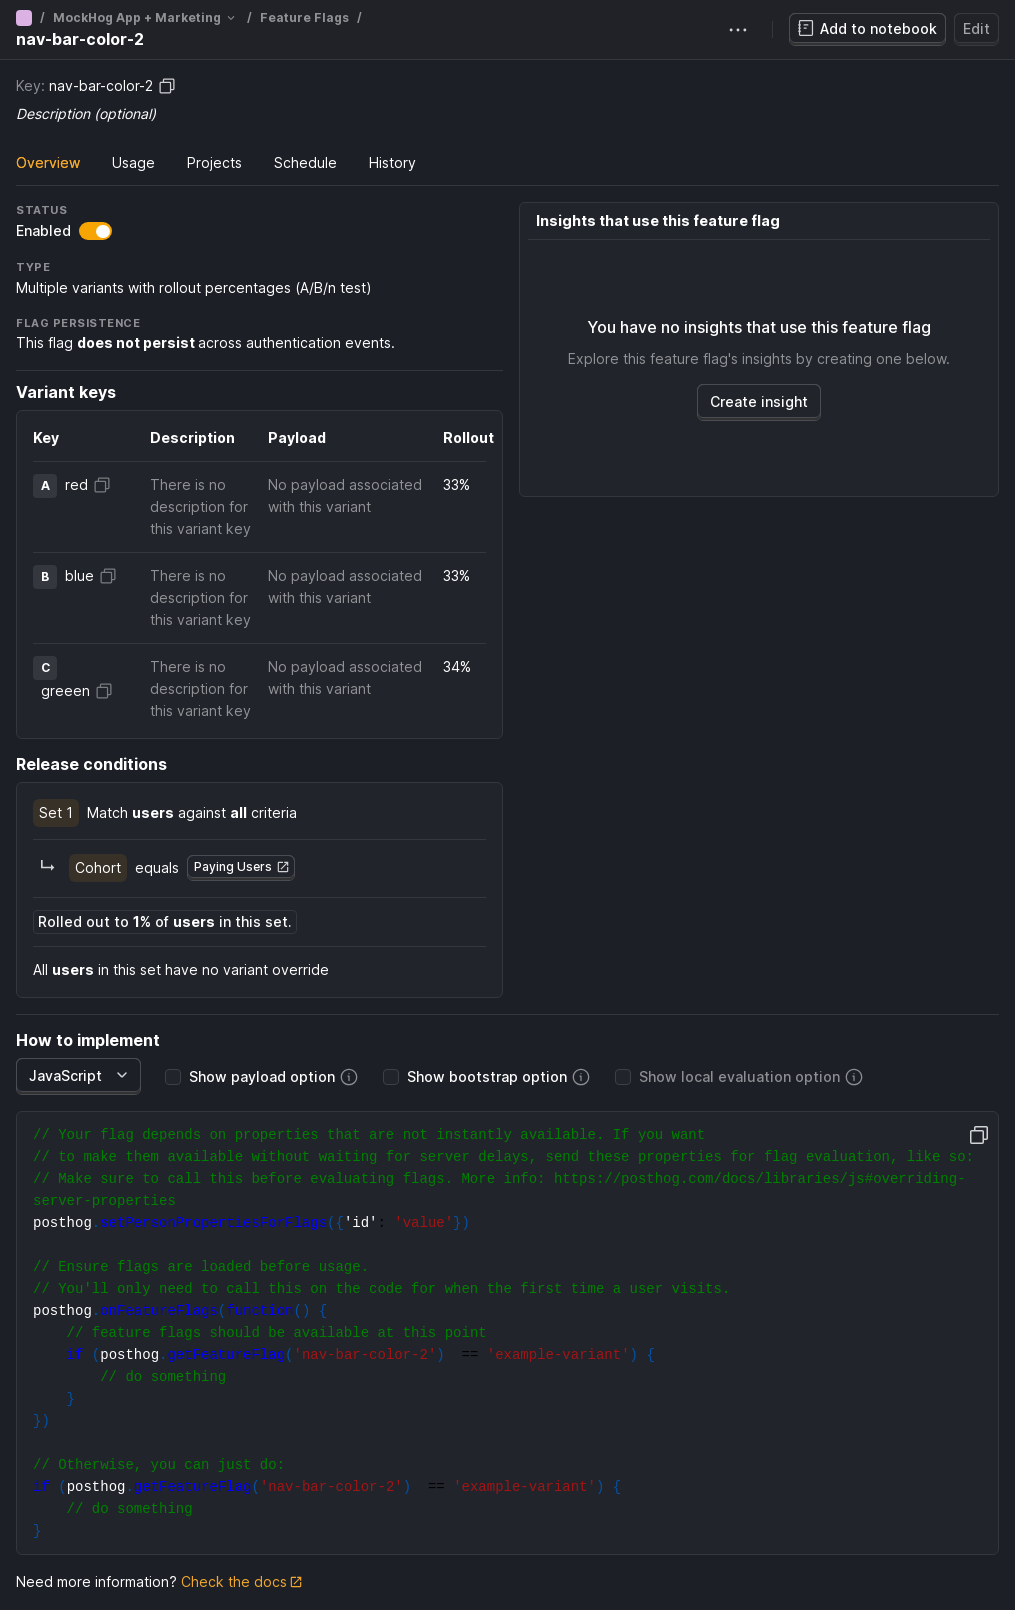 / MockHog App + Marketing / Feature Flags /
nav-bar-color-2
Add to notebook
Edit
Key: nav-bar-color-2
Description (optional)
Overview Usage Projects Schedule History
STATUS
Enabled
TYPE
Multiple variants with rollout percentages (A/B/n test)
FLAG PERSISTENCE
This flag does not persist across authentication events.
Insights that use this feature flag
You have no insights that use this feature flag
Explore this feature flag's insights by creating one below.
Create insight
Variant keys
Key Description Payload Rollout
A red There is no No payload associated 33%
description for with this variant
this variant key
B blue There is no No payload associated 33%
description for with this variant
this variant key
C There is no No payload associated 34%
greeen description for with this variant
this variant key
Release conditions
Set 1 Match users against all criteria
Cohort equals Paying Users
Rolled out to 1% of users in this set.
All users in this set have no variant override
How to implement
JavaScript Show payload option Show bootstrap option Show local evaluation option
// Your flag depends on properties that are not instantly available. If you want
// to make them available without waiting for server delays, send these properties for flag evaluation, like so:
// Make sure to call this before evaluating flags. More info: https://posthog.com/docs/libraries/js#overriding-
server-properties
posthog.setPersonPropertiesForFlags({'id': 'value'})
// Ensure flags are loaded before usage.
// You'll only need to call this on the code for when the first time a user visits.
posthog.onFeatureFlags(function() {
// feature flags should be available at this point
if (posthog.getFeatureFlag('nav-bar-color-2')  == 'example-variant') {
// do something
}
})
// Otherwise, you can just do:
if (posthog.getFeatureFlag('nav-bar-color-2')  == 'example-variant') {
// do something
}
Need more information? Check the docs